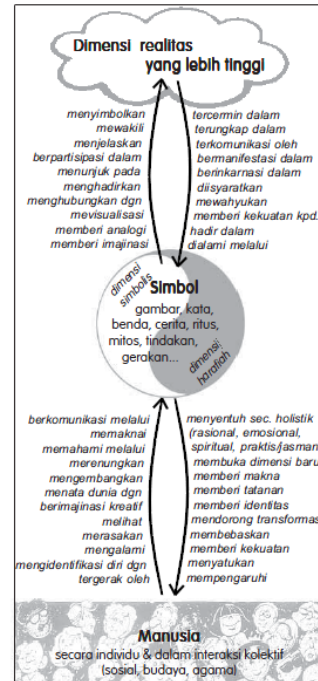 Dimensi realitas
yang lebih tinggi
menyimbolkan
mewakili
menjelaskan
berpartisipasi dalam
menunjuk pada
menghadirkan
menghubungkan dgn
mevisualisasi
memberi analogi
memberi imajinasi
tercermin dalam
terungkap dalam
terkomunikasi oleh
bermanifestasi dalam
berinkarnasi dalam
diisyaratkan
mewahyukan
memberi kekuatan kpd.
hadir dalam
dialami melalui
dimensi
simbolis
Simbol
gambar, kata,
benda, cerita, ritus,
mitos, tindakan,
gerakan...
dimensi
harafiah
berkomunikasi melalui
memaknai
memahami melalui
merenungkan
mengembangkan
menata dunia dgn
berimajinasi kreatif
melihat
merasakan
mengalami
mengidentifikasi diri dgn
tergerak oleh
menyentuh sec. holistik
(rasional, emosional,
spiritual, praktis/jasman
membuka dimensi baru
memberi makna
memberi tatanan
memberi identitas
mendorong transformas
membebaskan
memberi kekuatan
menyatukan
mempengaruhi
Manusia
secara individu & dalam interaksi kolektif
(sosial, budaya, agama)